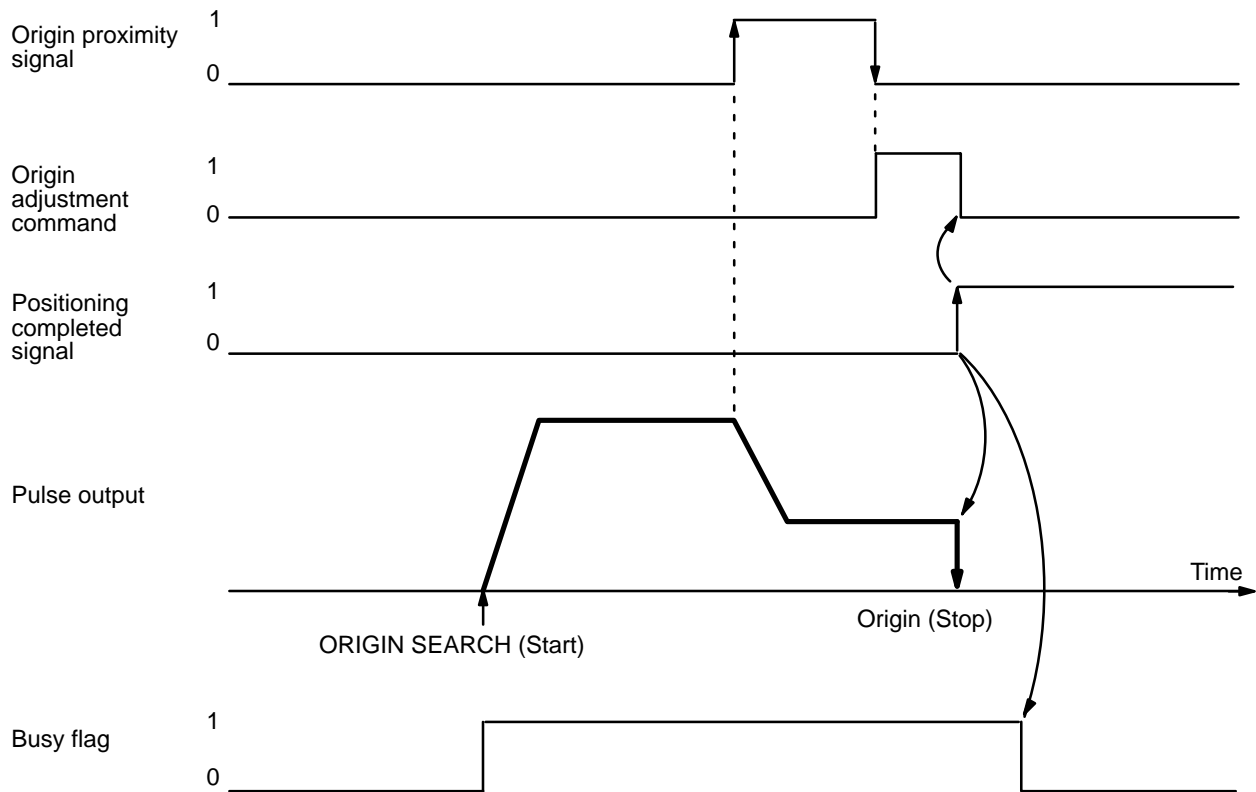 Origin proximity
signal
1
0
Origin
adjustment
command
1
0
Positioning
completed
signal
1
0
Pulse output
Time
ORIGIN SEARCH (Start)
Origin (Stop)
Busy flag
1
0